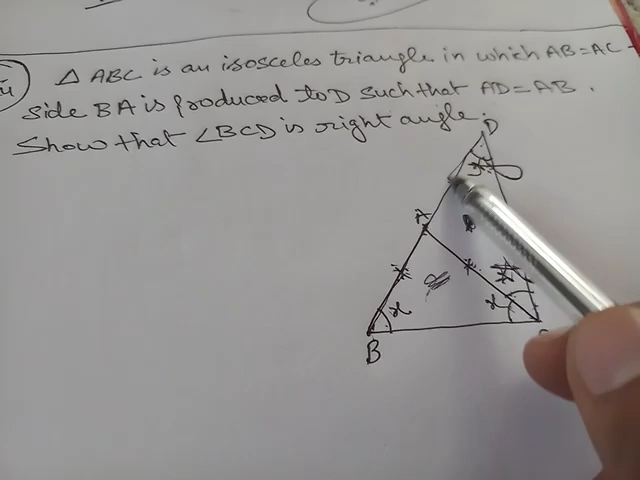 △ ABC is an isosceles triangle in which AB=AC
side BA is produced to D such that AD=AB.
Show that ∠BCD is right angle.
D
A
x
x
B